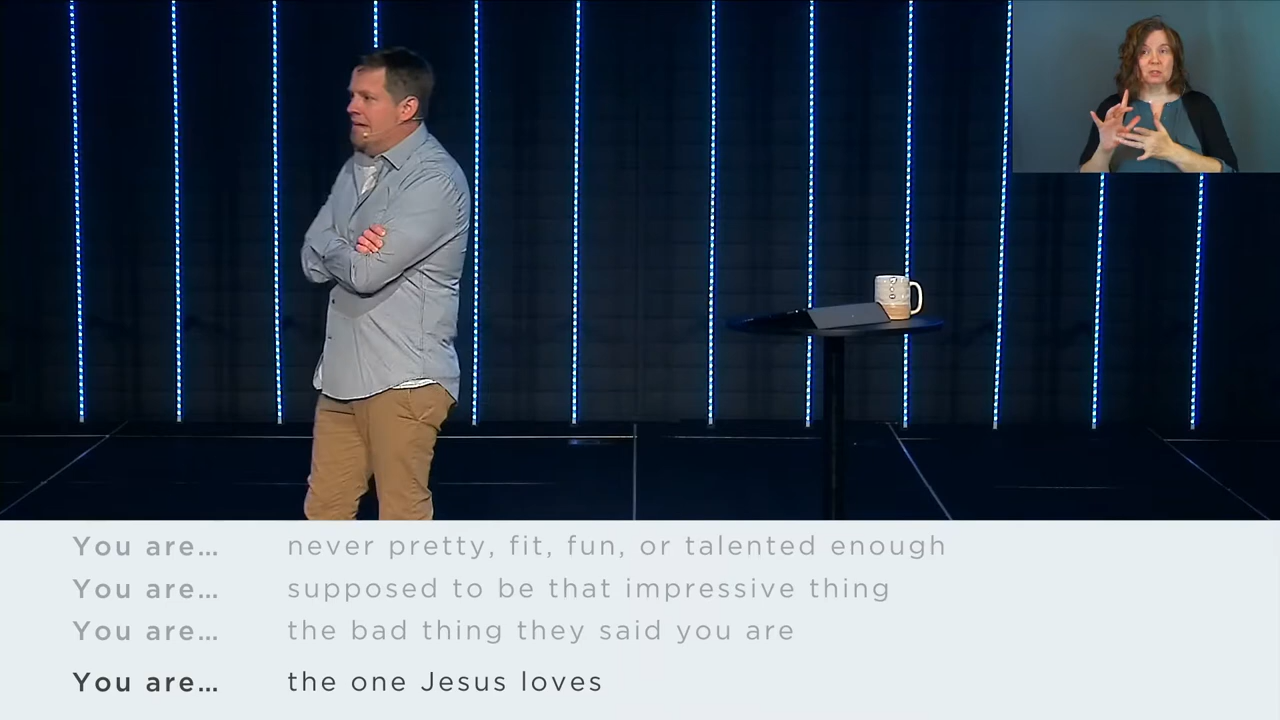 You are… never pretty, fit, fun, or talented enough
You are… supposed to be that impressive thing
You are… the bad thing they said you are
You are… the one Jesus loves